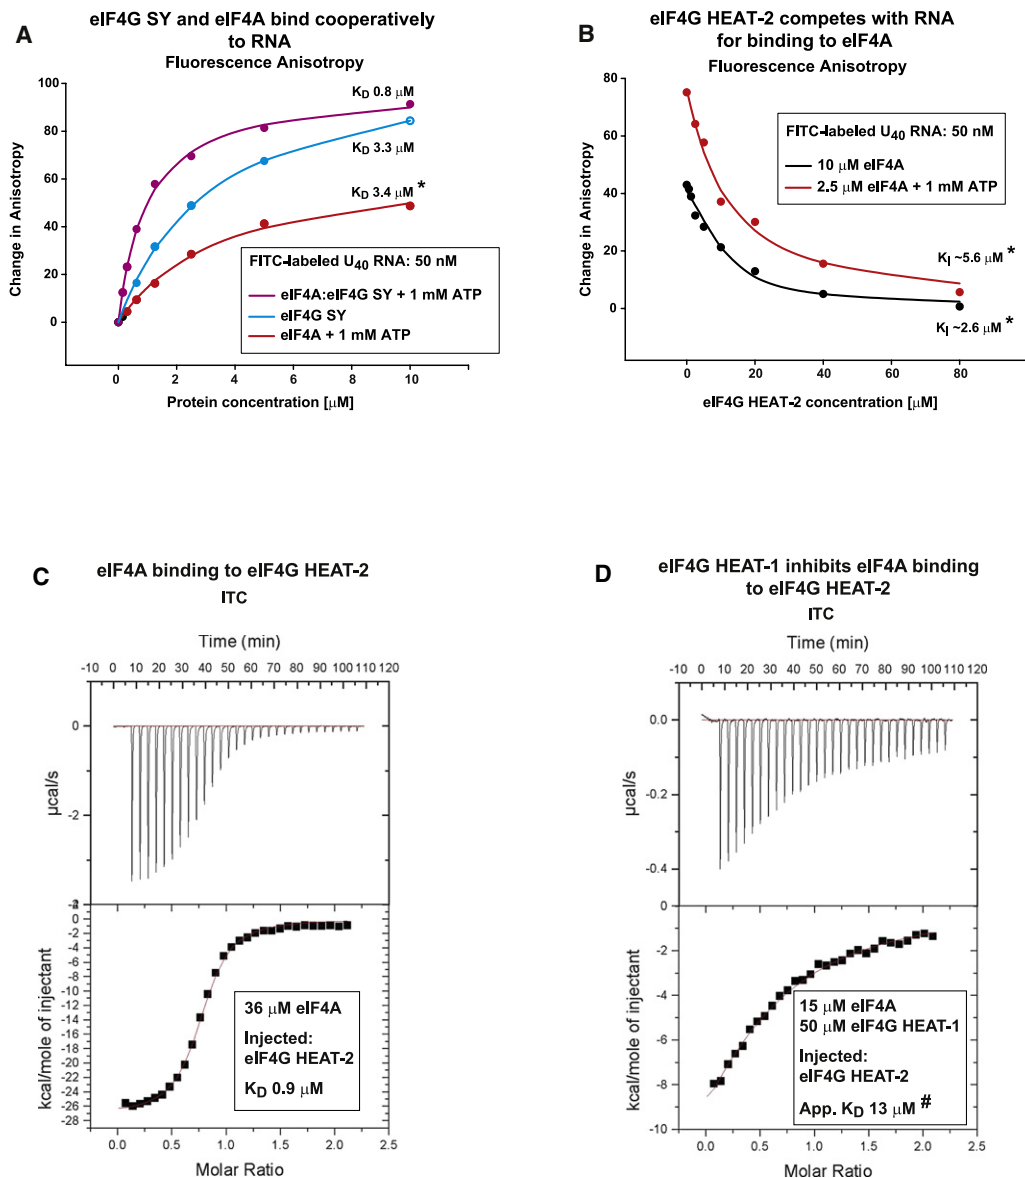 A
eIF4G SY and eIF4A bind cooperatively
to RNA
Fluorescence Anisotropy
Change in Anisotropy
100
80
60
40
20
0
KD 0.8 μM
KD 3.3 μM
KD 3.4 μM *
FITC-labeled U40 RNA: 50 nM
eIF4A:eIF4G SY + 1 mM ATP
eIF4G SY
eIF4A + 1 mM ATP
0 2 4 6 8 10
Protein concentration [μM]
B
eIF4G HEAT-2 competes with RNA
for binding to eIF4A
Fluorescence Anisotropy
Change in Anisotropy
80
60
40
20
0
FITC-labeled U40 RNA: 50 nM
10 μM eIF4A
2.5 μM eIF4A + 1 mM ATP
KI ~5.6 μM *
KI ~2.6 μM *
0 20 40 60 80
eIF4G HEAT-2 concentration [μM]
C
eIF4A binding to eIF4G HEAT-2
ITC
Time (min)
-10 0 10 20 30 40 50 60 70 80 90 100 110 120
μcal/s
0
-2
kcal/mole of injectant
0
-2
-4
-6
-8
-10
-12
-14
-16
-18
-20
-22
-24
-26
-28
36 μM eIF4A
Injected:
eIF4G HEAT-2
KD 0.9 μM
0.0 0.5 1.0 1.5 2.0
Molar Ratio
D
eIF4G HEAT-1 inhibits eIF4A binding
to eIF4G HEAT-2
ITC
Time (min)
-10 0 10 20 30 40 50 60 70 80 90 100 110 120
μcal/s
0.0
-0.2
-0.4
kcal/mole of injectant
0
-2
-4
-6
-8
-10
15 μM eIF4A
50 μM eIF4G HEAT-1
Injected:
eIF4G HEAT-2
App. KD 13 μM #
0.0 0.5 1.0 1.5 2.0
Molar Ratio